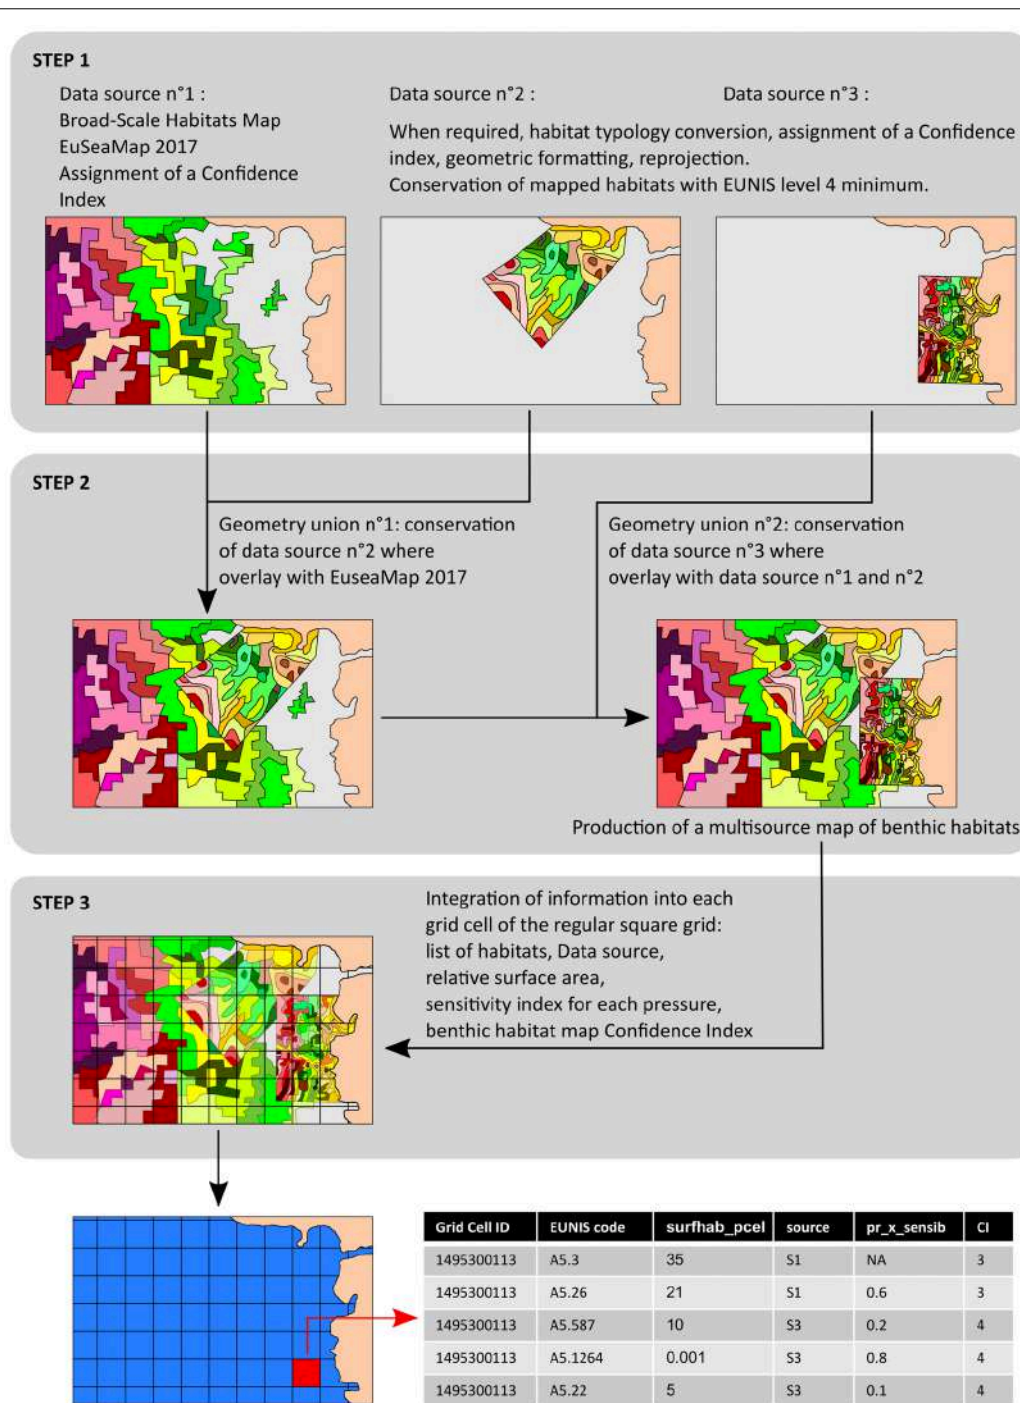 STEP 1
Data source n°1 :
Broad-Scale Habitats Map
EuSeaMap 2017
Assignment of a Confidence
Index
Data source n°2 :
Data source n°3 :
When required, habitat typology conversion, assignment of a Confidence
index, geometric formatting, reprojection.
Conservation of mapped habitats with EUNIS level 4 minimum.
STEP 2
Geometry union n°1: conservation
of data source n°2 where
overlay with EuseaMap 2017
Geometry union n°2: conservation
of data source n°3 where
overlay with data source n°1 and n°2
Production of a multisource map of benthic habitats
STEP 3
Integration of information into each
grid cell of the regular square grid:
list of habitats, Data source,
relative surface area,
sensitivity index for each pressure,
benthic habitat map Confidence Index
Grid Cell ID EUNIS code surfhab_pcel source pr_x_sensib CI
1495300113 A5.3 35 S1 NA 3
1495300113 A5.26 21 S1 0.6 3
1495300113 A5.587 10 S3 0.2 4
1495300113 A5.1264 0.001 S3 0.8 4
1495300113 A5.22 5 S3 0.1 4